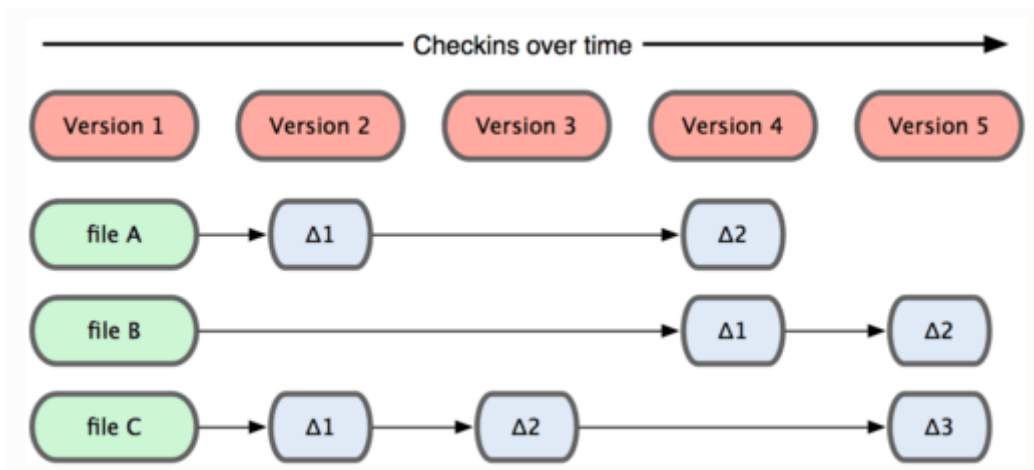 Checkins over time
Version 1 Version 2 Version 3 Version 4 Version 5
file A Δ1 Δ2
file B Δ1 Δ2
file C Δ1 Δ2 Δ3